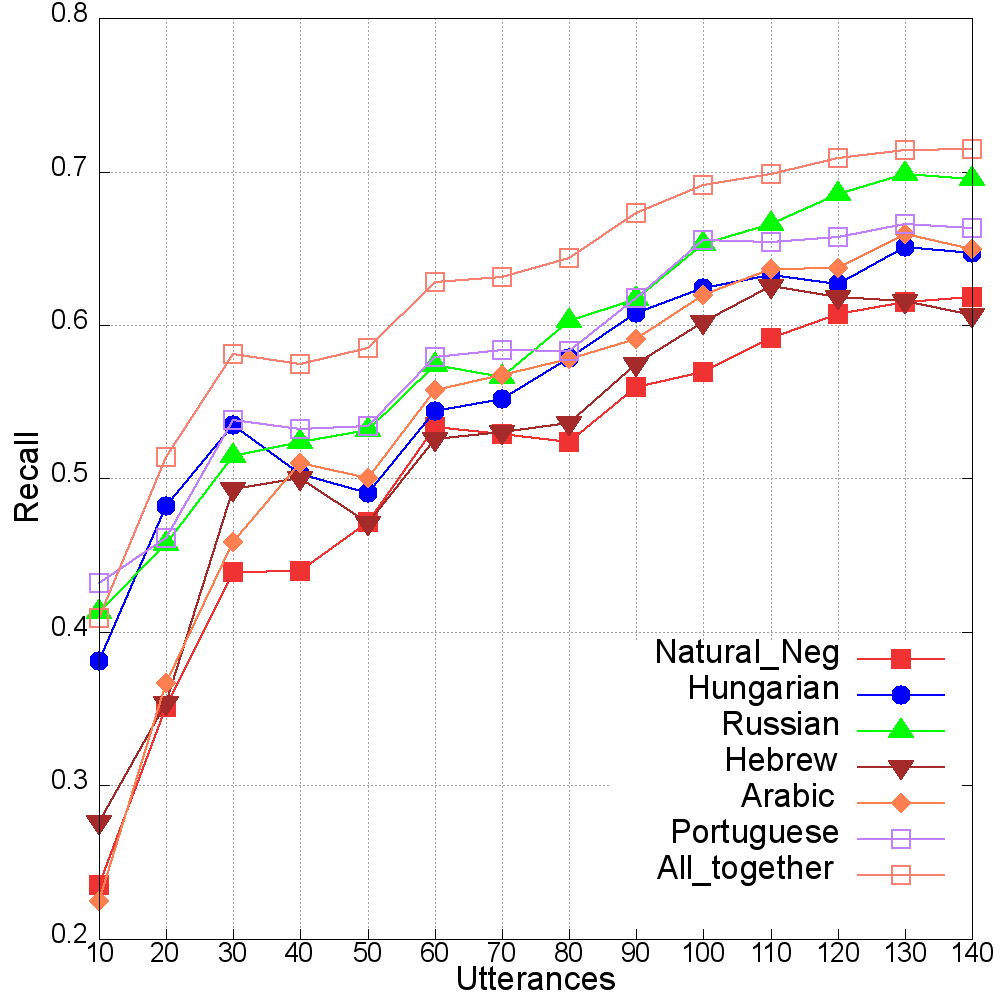 0.8
0.7
0.6
0.5
0.4
0.3
0.2
Recall
10 20 30 40 50 60 70 80 90 100 110 120 130 140
Utterances
Natural_Neg
Hungarian
Russian
Hebrew
Arabic
Portuguese
All_together